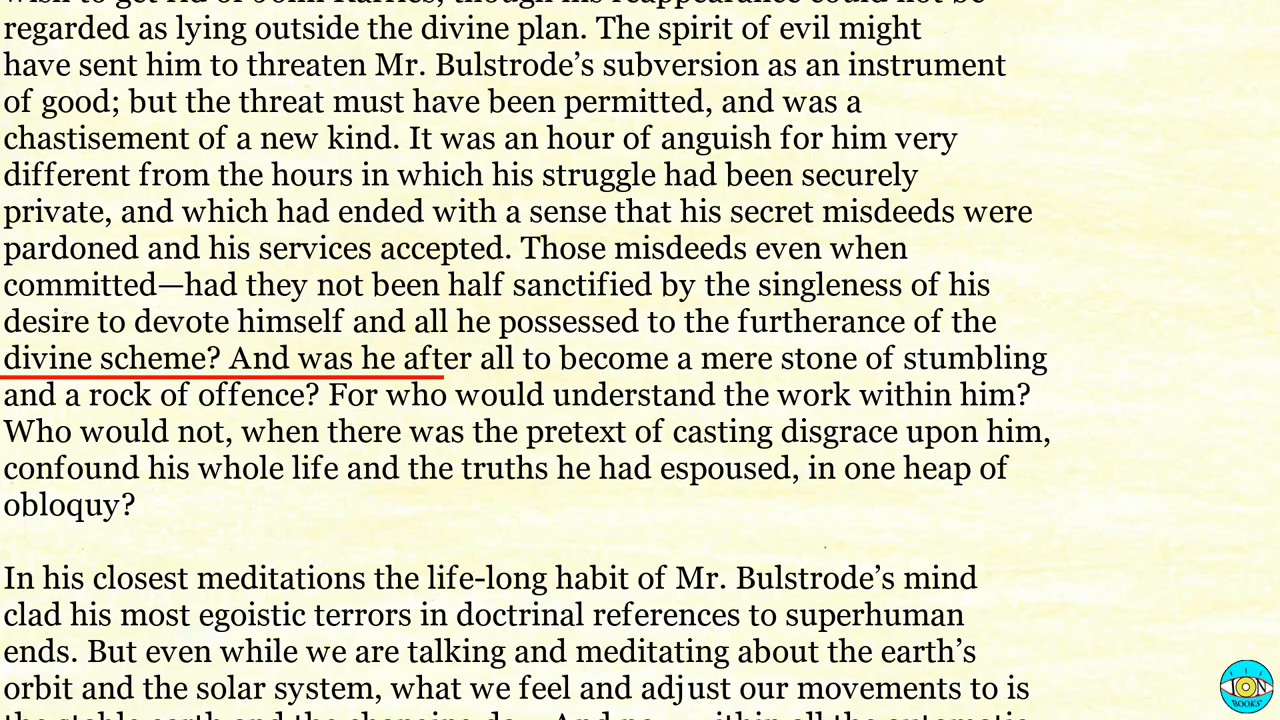 regarded as lying outside the divine plan. The spirit of evil might
have sent him to threaten Mr. Bulstrode’s subversion as an instrument
of good; but the threat must have been permitted, and was a
chastisement of a new kind. It was an hour of anguish for him very
different from the hours in which his struggle had been securely
private, and which had ended with a sense that his secret misdeeds were
pardoned and his services accepted. Those misdeeds even when
committed—had they not been half sanctified by the singleness of his
desire to devote himself and all he possessed to the furtherance of the
divine scheme? And was he after all to become a mere stone of stumbling
and a rock of offence? For who would understand the work within him?
Who would not, when there was the pretext of casting disgrace upon him,
confound his whole life and the truths he had espoused, in one heap of
obloquy?
In his closest meditations the life-long habit of Mr. Bulstrode’s mind
clad his most egoistic terrors in doctrinal references to superhuman
ends. But even while we are talking and meditating about the earth’s
orbit and the solar system, what we feel and adjust our movements to is
ION
BOOKS